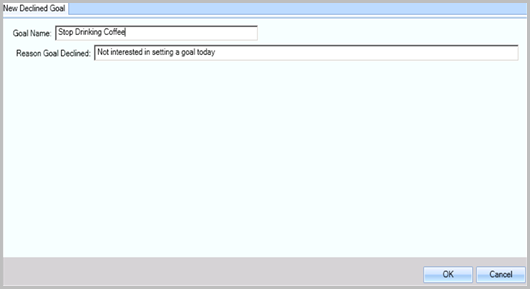 New Declined Goal
Goal Name: Stop Drinking Coffee
Reason Goal Declined: Not interested in setting a goal today
OK Cancel